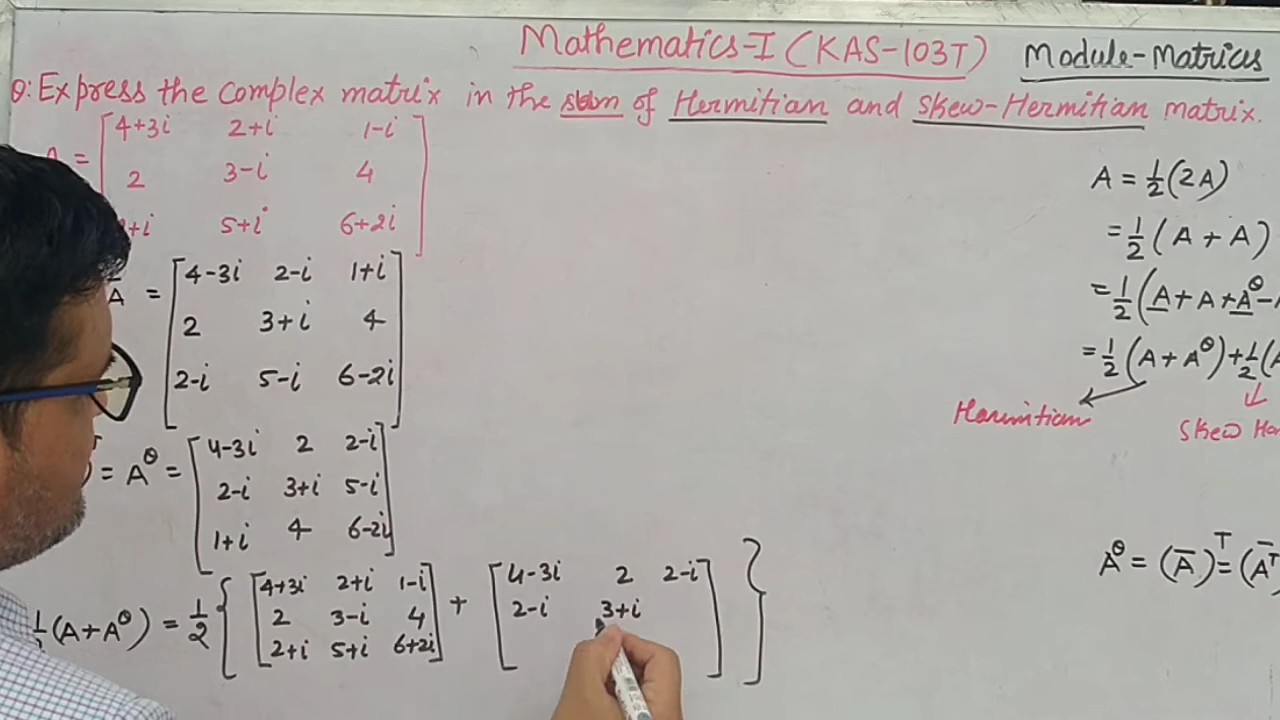 Mathematics-I (KAS-103T) Module-Matrices
Q: Express the complex matrix in the sum of Hermitian and Skew-Hermitian matrix.
= [4+3i 2+i 1-i
2 3-i 4
+i 5+i 6+2i]
A = [4-3i 2-i 1+i
2 3+i 4
2-i 5-i 6-2i]
= A^θ = [4-3i 2 2-i
2-i 3+i 5-i
1+i 4 6-2i]
1/2 (A+A^θ) = 1/2 { [4+3i 2+i 1-i
2 3-i 4
2+i 5+i 6+2i] + [4-3i 2 2-i
2-i 3+i ] }
A = 1/2 (2A)
= 1/2 (A + A)
= 1/2 (A + A + A^θ -
= 1/2 (A + A^θ) + 1/2 (A
Harmitian
Skew Har
A^θ = (A̅)^T = (A̅^T